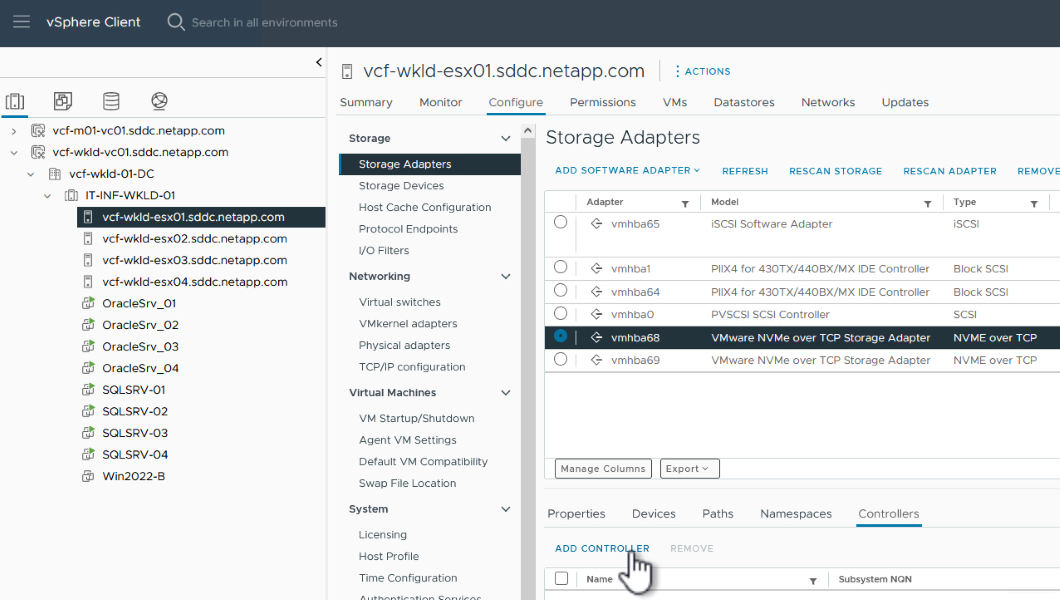 vSphere Client
Search in all environments
vcf-m01-vc01.sddc.netapp.com
vcf-wkld-vc01.sddc.netapp.com
vcf-wkld-01-DC
IT-INF-WKLD-01
vcf-wkld-esx01.sddc.netapp.com
vcf-wkld-esx02.sddc.netapp.com
vcf-wkld-esx03.sddc.netapp.com
vcf-wkld-esx04.sddc.netapp.com
OracleSrv_01
OracleSrv_02
OracleSrv_03
OracleSrv_04
SQLSRV-01
SQLSRV-02
SQLSRV-03
SQLSRV-04
Win2022-B
vcf-wkld-esx01.sddc.netapp.com ACTIONS
Summary Monitor Configure Permissions VMs Datastores Networks Updates
Storage
Storage Adapters
Storage Devices
Host Cache Configuration
Protocol Endpoints
I/O Filters
Networking
Virtual switches
VMkernel adapters
Physical adapters
TCP/IP configuration
Virtual Machines
VM Startup/Shutdown
Agent VM Settings
Default VM Compatibility
Swap File Location
System
Licensing
Host Profile
Time Configuration
Authentication Services
Storage Adapters
ADD SOFTWARE ADAPTER REFRESH RESCAN STORAGE RESCAN ADAPTER REMOVE
Adapter Model Type
vmhba65 iSCSI Software Adapter iSCSI
vmhba1 PIIX4 for 430TX/440BX/MX IDE Controller Block SCSI
vmhba64 PIIX4 for 430TX/440BX/MX IDE Controller Block SCSI
vmhba0 PVSCSI SCSI Controller SCSI
vmhba68 VMware NVMe over TCP Storage Adapter NVME over TCP
vmhba69 VMware NVMe over TCP Storage Adapter NVME over TCP
Manage Columns Export
Properties Devices Paths Namespaces Controllers
ADD CONTROLLER REMOVE
Name Subsystem NQN